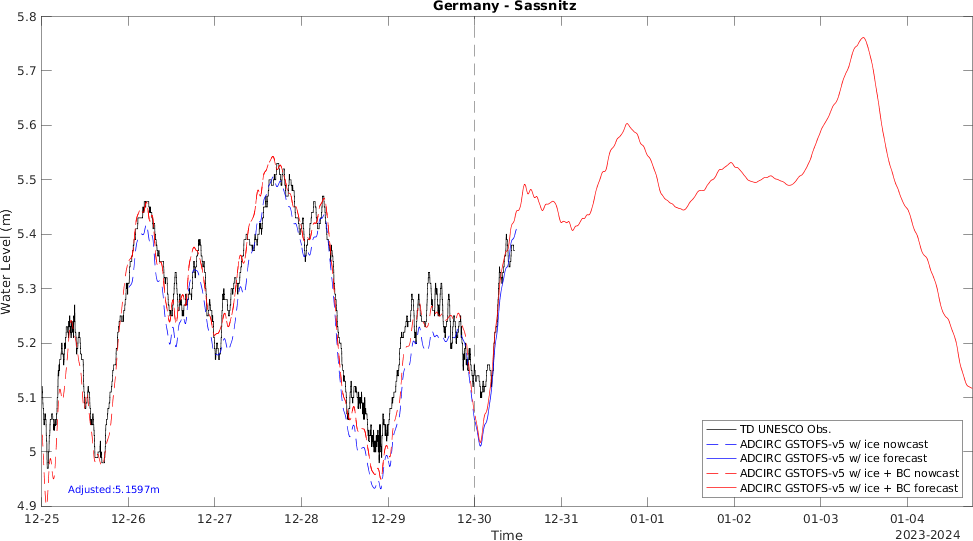 Germany - Sassnitz
5.8
5.7
5.6
5.5
5.4
5.3
5.2
5.1
5
4.9
Water Level (m)
Adjusted:5.1597m
TD UNESCO Obs.
ADCIRC GSTOFS-v5 w/ ice nowcast
ADCIRC GSTOFS-v5 w/ ice forecast
ADCIRC GSTOFS-v5 w/ ice + BC nowcast
ADCIRC GSTOFS-v5 w/ ice + BC forecast
12-25 12-26 12-27 12-28 12-29 12-30 12-31 01-01 01-02 01-03 01-04
Time
2023-2024